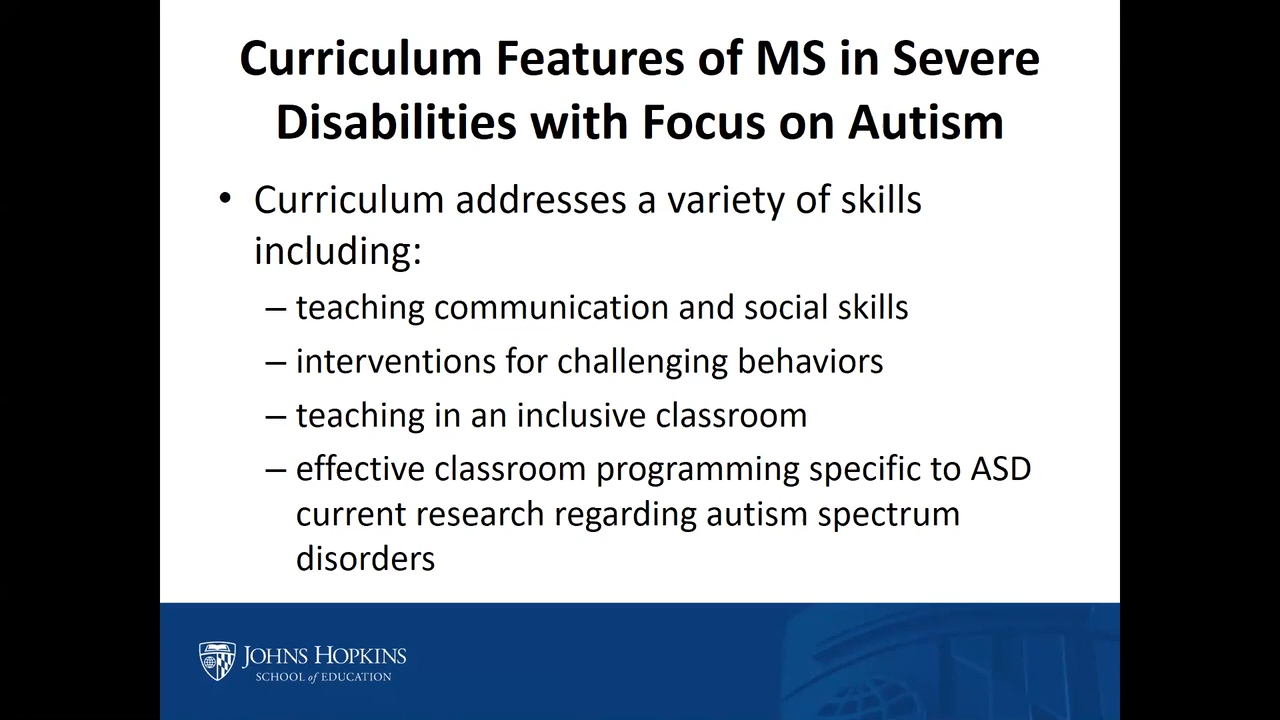 Curriculum Features of MS in Severe
Disabilities with Focus on Autism
• Curriculum addresses a variety of skills
including:
– teaching communication and social skills
– interventions for challenging behaviors
– teaching in an inclusive classroom
– effective classroom programming specific to ASD
current research regarding autism spectrum
disorders
JOHNS HOPKINS
SCHOOL of EDUCATION